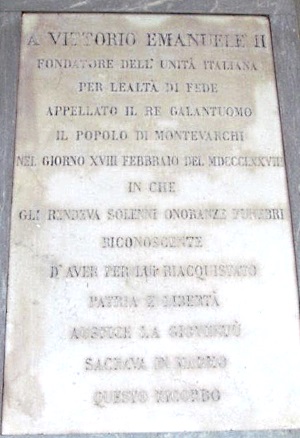 A VITTORIO EMANUELE II
FONDATORE DELL' UNITÀ ITALIANA
PER LEALTÀ DI FEDE
APPELLATO IL RE GALANTUOMO
IL POPOLO DI MONTEVARCHI
NEL GIORNO XVIII FEBBRAIO DEL MDCCCLXXVIII
IN CHE
GLI RENDEVA SOLENNI ONORANZE FUNEBRI
RICONOSCENTE
D'AVER PER LUI RIACQUISTATO
PATRIA E LIBERTÀ
AUSPICE LA GIOVENTÙ
SACRAVA IN MARMO
QUESTO RICORDO